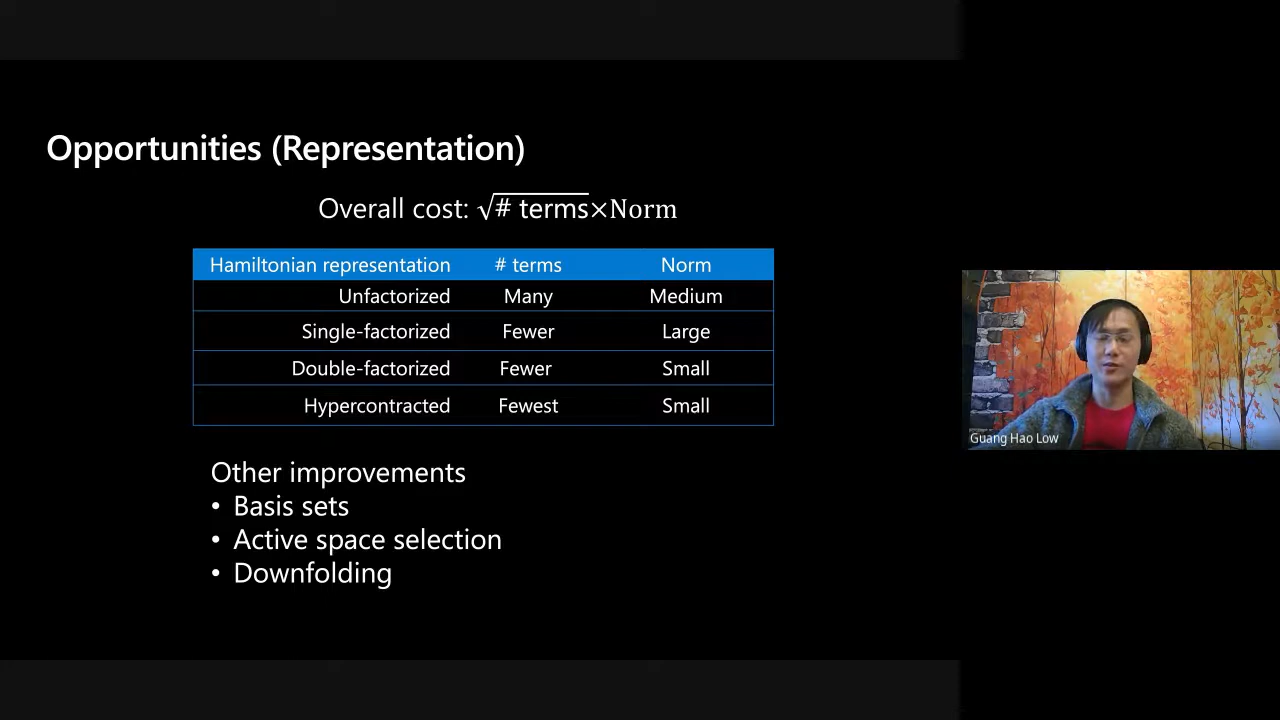 Opportunities (Representation)
Overall cost: √# terms×Norm
Hamiltonian representation # terms Norm
Unfactorized Many Medium
Single-factorized Fewer Large
Double-factorized Fewer Small
Hypercontracted Fewest Small
Other improvements
• Basis sets
• Active space selection
• Downfolding
Guang Hao Low